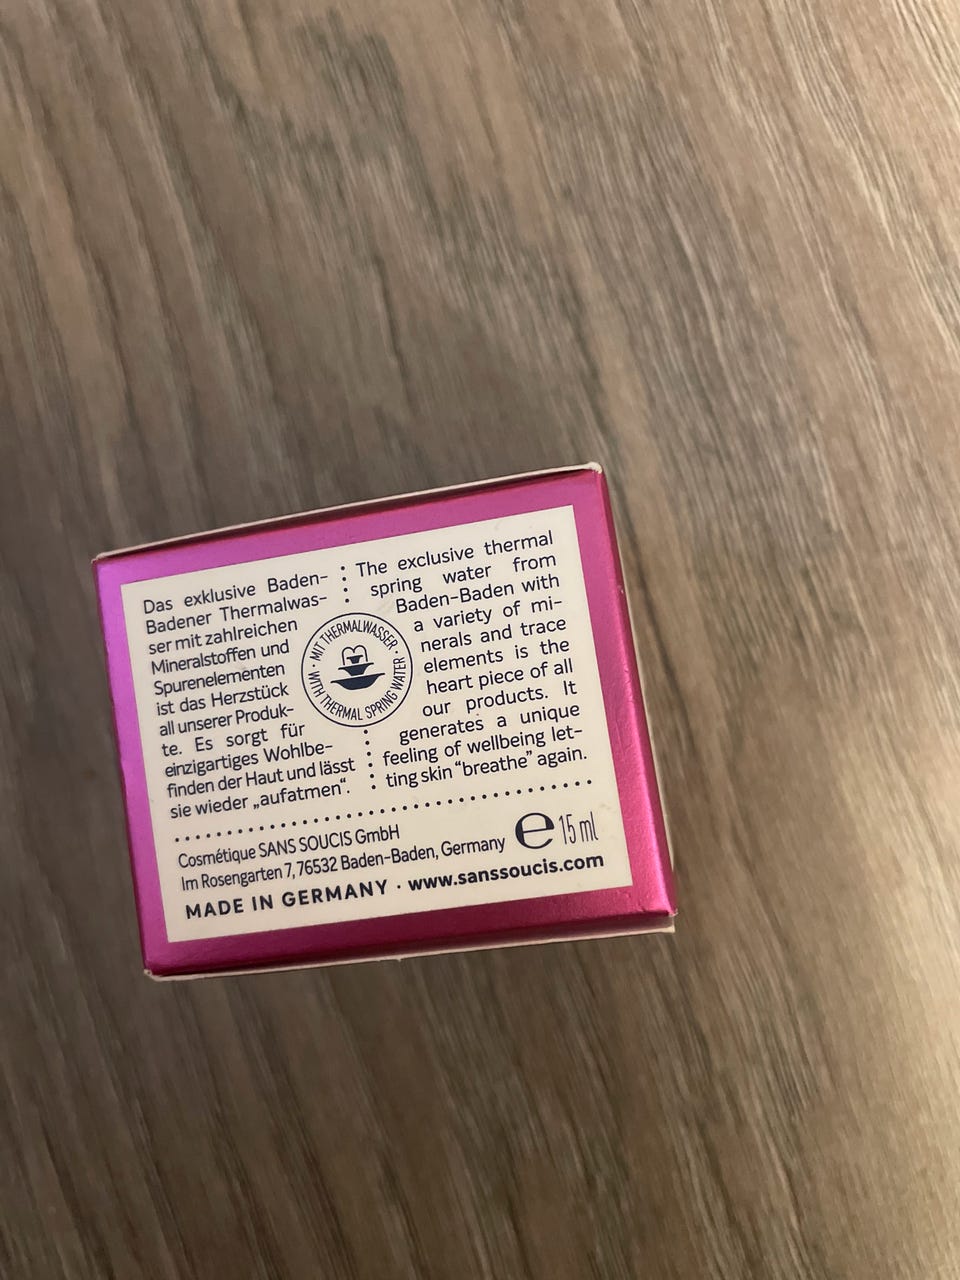 Das exklusive Baden-
Badener Thermalwas-
ser mit zahlreichen
Mineralstoffen und
Spurenelementen
ist das Herzstück
all unserer Produk-
te. Es sorgt für
einzigartiges Wohlbe-
finden der Haut und lässt
sie wieder „aufatmen“.
· MIT THERMALWASSER ·
WITH THERMAL SPRING WATER
The exclusive thermal
spring water from
Baden-Baden with
a variety of mi-
nerals and trace
elements is the
heart piece of all
our products. It
generates a unique
feeling of wellbeing let-
ting skin “breathe” again.
Cosmétique SANS SOUCIS GmbH
Im Rosengarten 7, 76532 Baden-Baden, Germany
℮ 15 ml
MADE IN GERMANY · www.sanssoucis.com